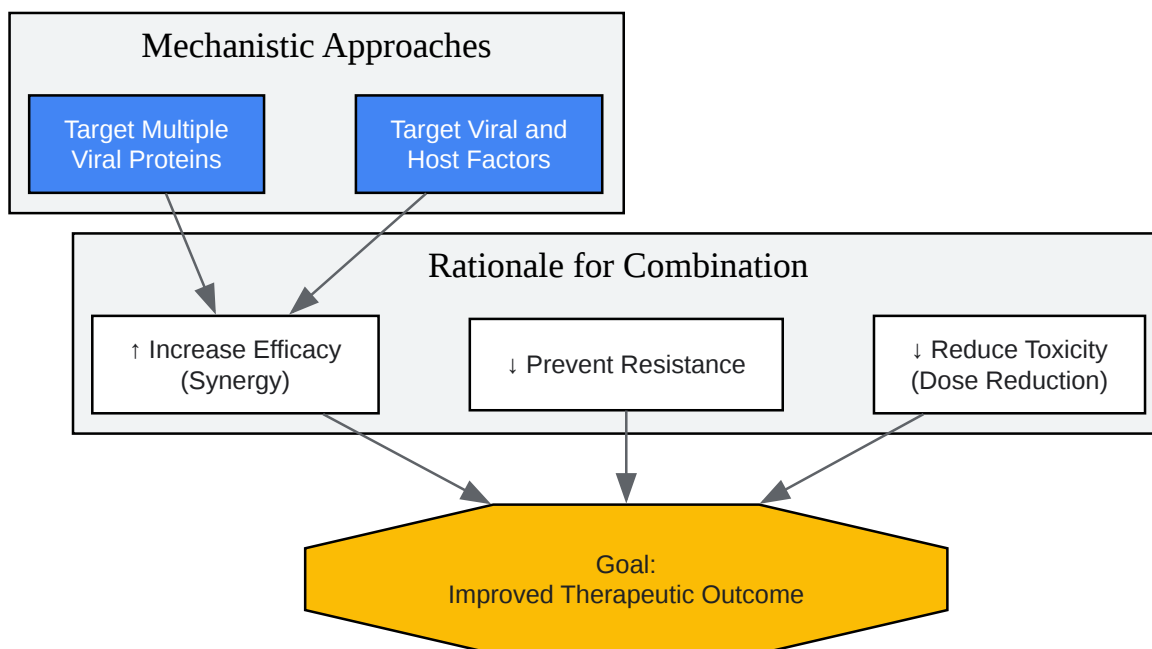 Mechanistic Approaches
Target Multiple
Viral Proteins
Target Viral and
Host Factors
Rationale for Combination
↑ Increase Efficacy
(Synergy)
↓ Prevent Resistance
↓ Reduce Toxicity
(Dose Reduction)
Goal:
Improved Therapeutic Outcome